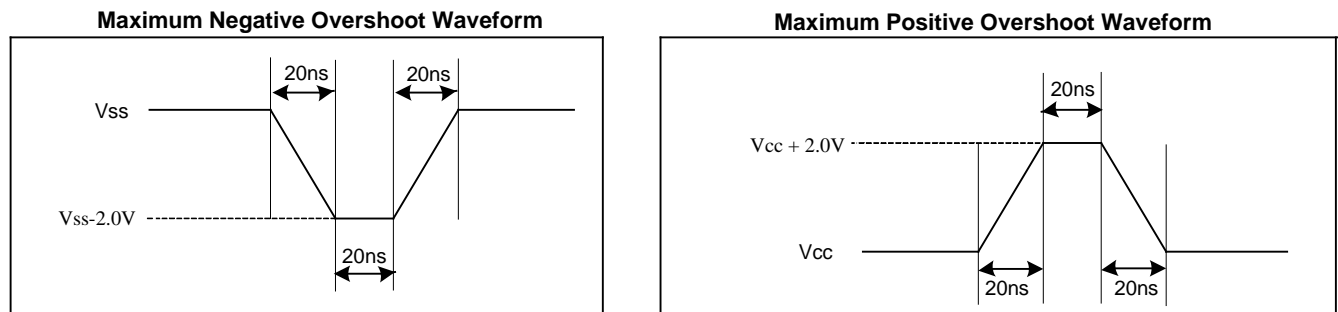 Maximum Negative Overshoot Waveform
20ns
20ns
Vss
Vss-2.0V
20ns
Maximum Positive Overshoot Waveform
20ns
Vcc + 2.0V
Vcc
20ns
20ns